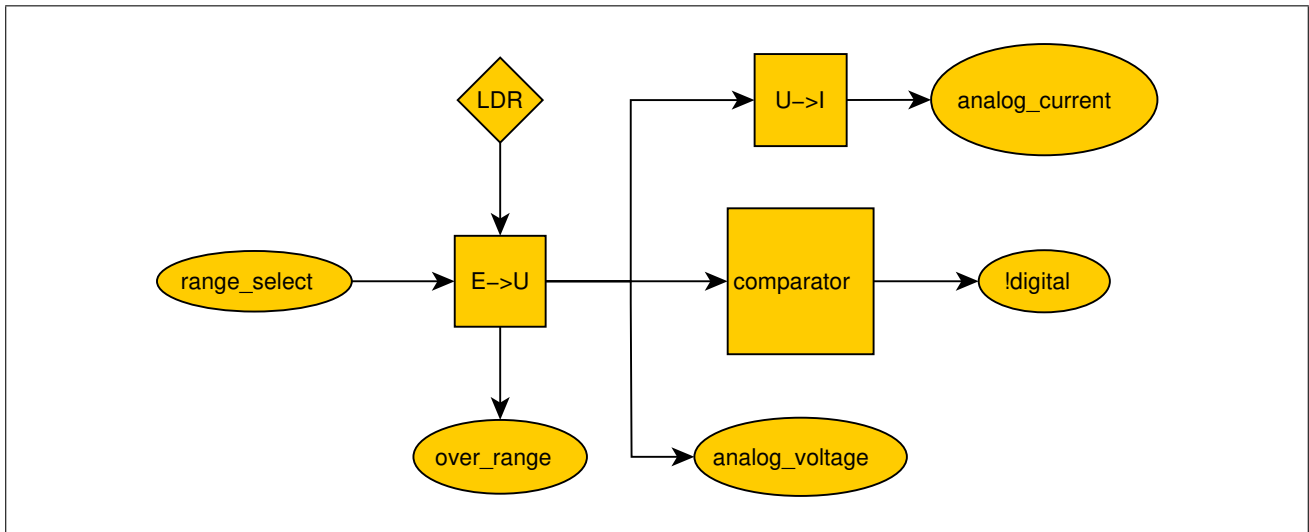 LDR
U−>I
analog_current
range_select
E−>U
comparator
!digital
over_range
analog_voltage